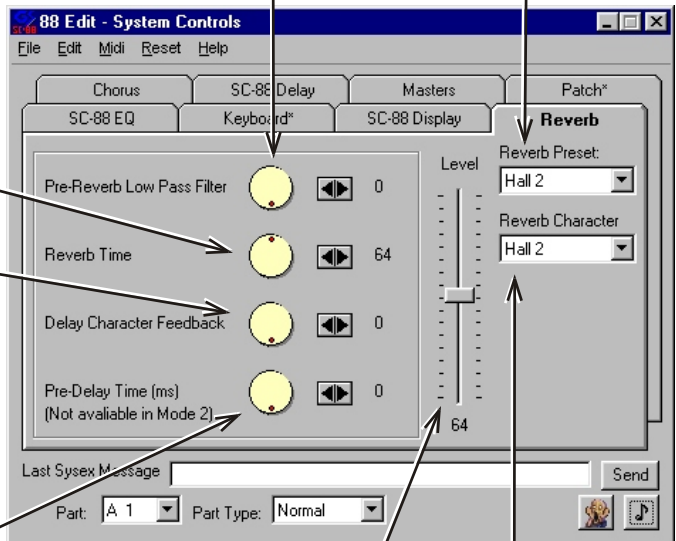 SC-88
88 Edit - System Controls
File Edit Midi Reset Help
Chorus SC-88 Delay Masters Patch*
SC-88 EQ Keyboard* SC-88 Display Reverb
Pre-Reverb Low Pass Filter 0
Reverb Time 64
Delay Character Feedback 0
Pre-Delay Time (ms) 0
(Not avaliable in Mode 2)
Level
64
Reverb Preset:
Hall 2
Reverb Character
Hall 2
Last Sysex Message Send
Part: A 1 Part Type: Normal